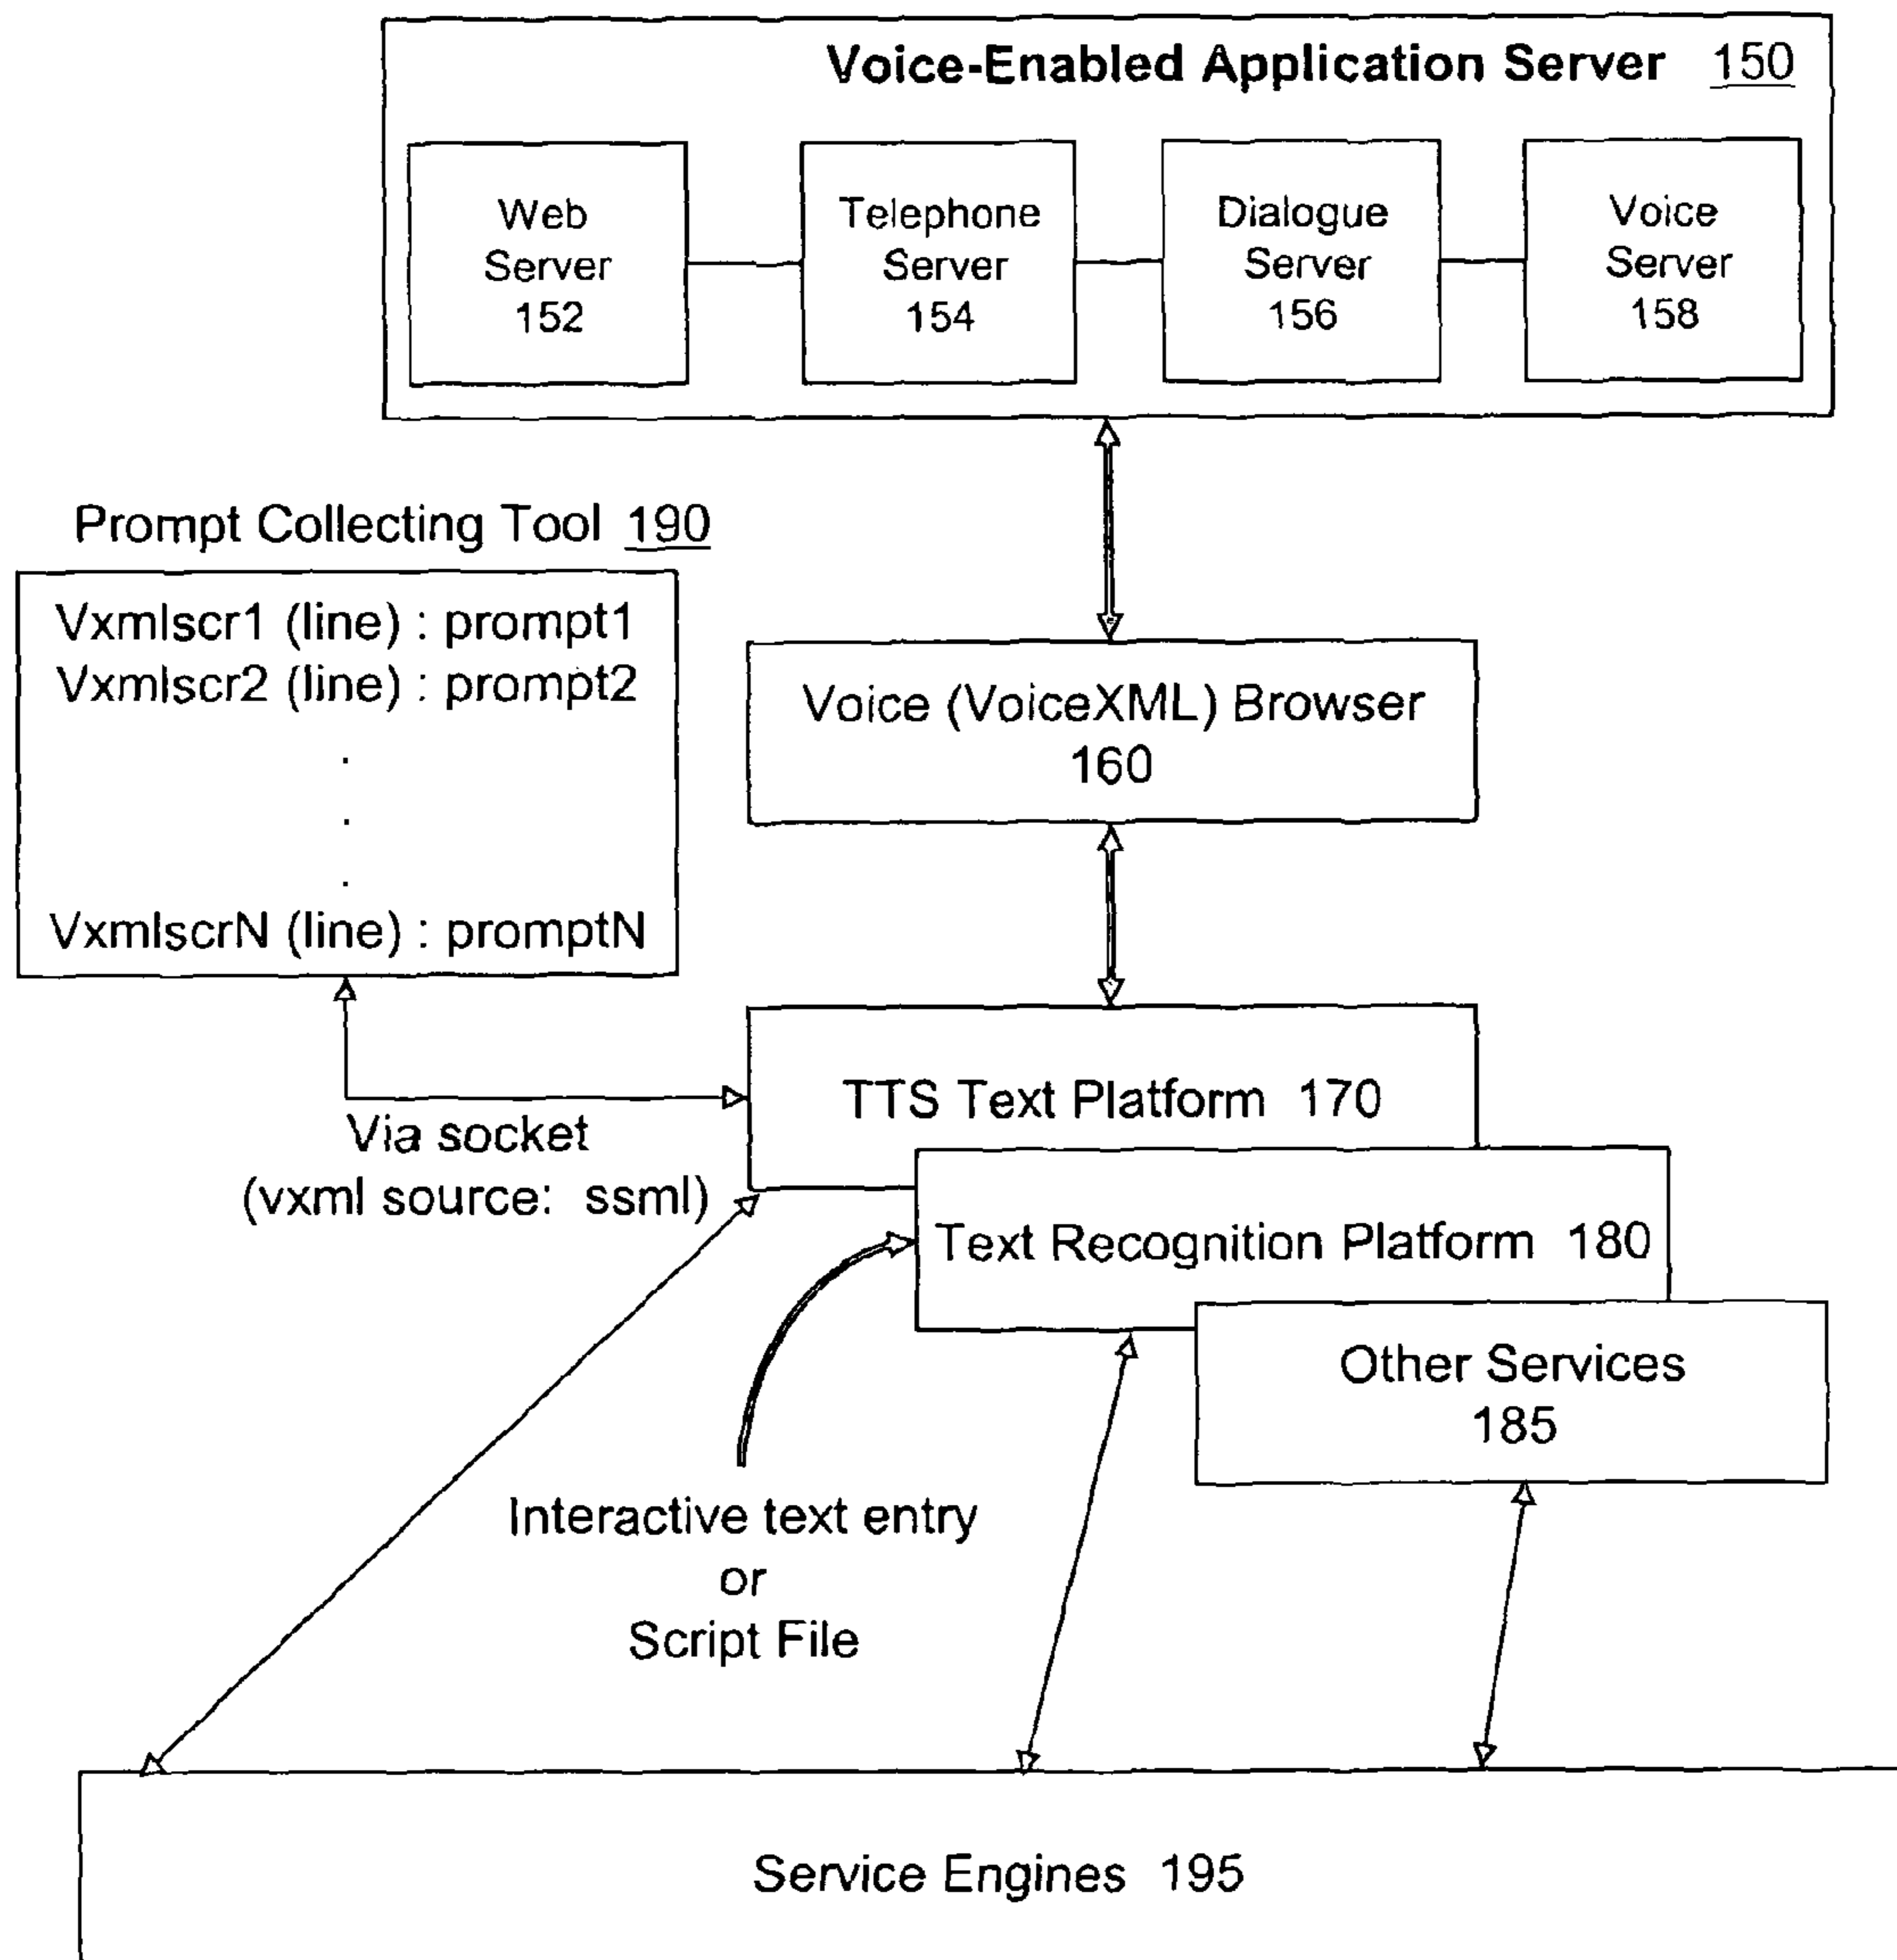 Voice-Enabled Application Server 150
Web
Server
152
Telephone
Server
154
Dialogue
Server
156
Voice
Server
158
Prompt Collecting Tool 190
Vxmlscr1 (line) : prompt1
Vxmlscr2 (line) : prompt2
.
.
.
VxmlscrN (line) : promptN
Voice (VoiceXML) Browser
160
TTS Text Platform 170
Via socket
(vxml source: ssml)
Text Recognition Platform 180
Other Services
185
Interactive text entry
or
Script File
Service Engines 195